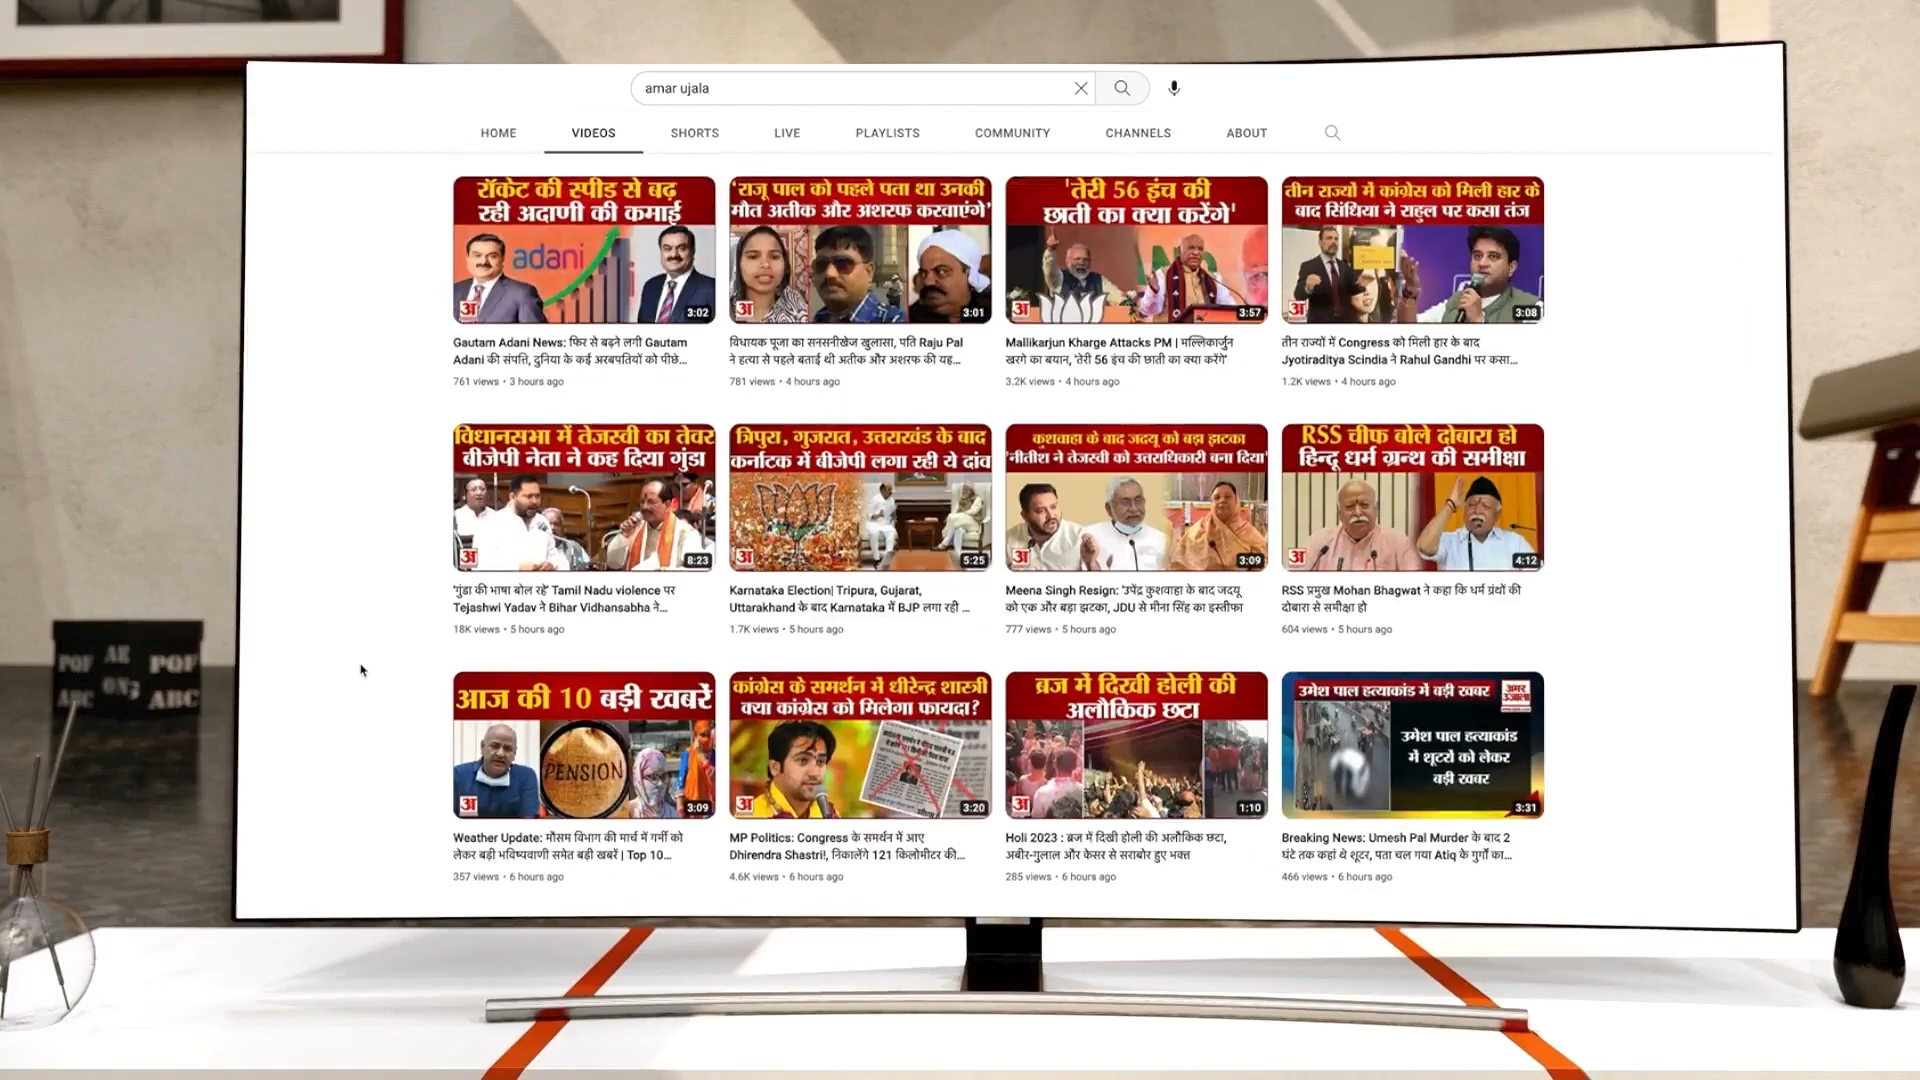 amar ujala
HOME VIDEOS SHORTS LIVE PLAYLISTS COMMUNITY CHANNELS ABOUT
रॉकेट की स्पीड से बढ़
रही अदाणी की कमाई
adani
अ
3:02
Gautam Adani News: फिर से बढ़ने लगी Gautam
Adani की संपत्ति, दुनिया के कई अरबपतियों को पीछे...
761 views • 3 hours ago
'राजू पाल को पहले पता था उनकी
मौत अतीक और अशरफ करवाएंगे'
अ
3:01
विधायक पूजा का सनसनीखेज खुलासा, पति Raju Pal
ने हत्या से पहले बताई थी अतीक और अशरफ की यह...
781 views • 4 hours ago
'तेरी 56 इंच की
छाती का क्या करेंगे'
अ
3:57
Mallikarjun Kharge Attacks PM | मल्लिकार्जुन
खरगे का बयान, 'तेरी 56 इंच की छाती का क्या करेंगे'
3.2K views • 4 hours ago
तीन राज्यों में कांग्रेस को मिली हार के
बाद सिंधिया ने राहुल पर कसा तंज
अ
3:08
तीन राज्यों में Congress को मिली हार के बाद
Jyotiraditya Scindia ने Rahul Gandhi पर कसा...
1.2K views • 4 hours ago
विधानसभा में तेजस्वी का तेवर
बीजेपी नेता ने कह दिया गुंडा
अ
8:23
'गुंडा की भाषा बोल रहे' Tamil Nadu violence पर
Tejashwi Yadav ने Bihar Vidhansabha ने...
18K views • 5 hours ago
त्रिपुरा, गुजरात, उत्तराखंड के बाद
कर्नाटक में बीजेपी लगा रही ये दांव
अ
5:25
Karnataka Election| Tripura, Gujarat,
Uttarakhand के बाद Karnataka में BJP लगा रही ...
1.7K views • 5 hours ago
कुशवाहा के बाद जदयू को बड़ा झटका
'नीतीश ने तेजस्वी को उत्तराधिकारी बना दिया'
अ
3:09
Meena Singh Resign: 'उपेंद्र कुशवाहा के बाद जदयू
को एक और बड़ा झटका, JDU से मीना सिंह का इस्तीफा
777 views • 5 hours ago
RSS चीफ बोले दोबारा हो
हिन्दू धर्म ग्रन्थ की समीक्षा
अ
4:12
RSS प्रमुख Mohan Bhagwat ने कहा कि धर्म ग्रंथों की
दोबारा से समीक्षा हो
604 views • 5 hours ago
आज की 10 बड़ी खबरें
PENSION
अ
3:09
Weather Update: मौसम विभाग की मार्च में गर्मी को
लेकर बड़ी भविष्यवाणी समेत बड़ी खबरें | Top 10...
357 views • 6 hours ago
कांग्रेस के समर्थन में धीरेन्द्र शास्त्री
क्या कांग्रेस को मिलेगा फायदा?
अ
3:20
MP Politics: Congress के समर्थन में आए
Dhirendra Shastri!, निकालेंगे 121 किलोमीटर की...
4.6K views • 6 hours ago
ब्रज में दिखी होली की
अलौकिक छटा
अ
1:10
Holi 2023 : ब्रज में दिखी होली की अलौकिक छटा,
अबीर-गुलाल और केसर से सराबोर हुए भक्त
285 views • 6 hours ago
उमेश पाल हत्याकांड में बड़ी खबर
अमर उजाला
उमेश पाल हत्याकांड
में शूटरों को लेकर
बड़ी खबर
3:31
Breaking News: Umesh Pal Murder के बाद 2
घंटे तक कहां थे शूटर, पता चल गया Atiq के गुर्गों का...
466 views • 6 hours ago
PQF AE PQF
ABC ABC